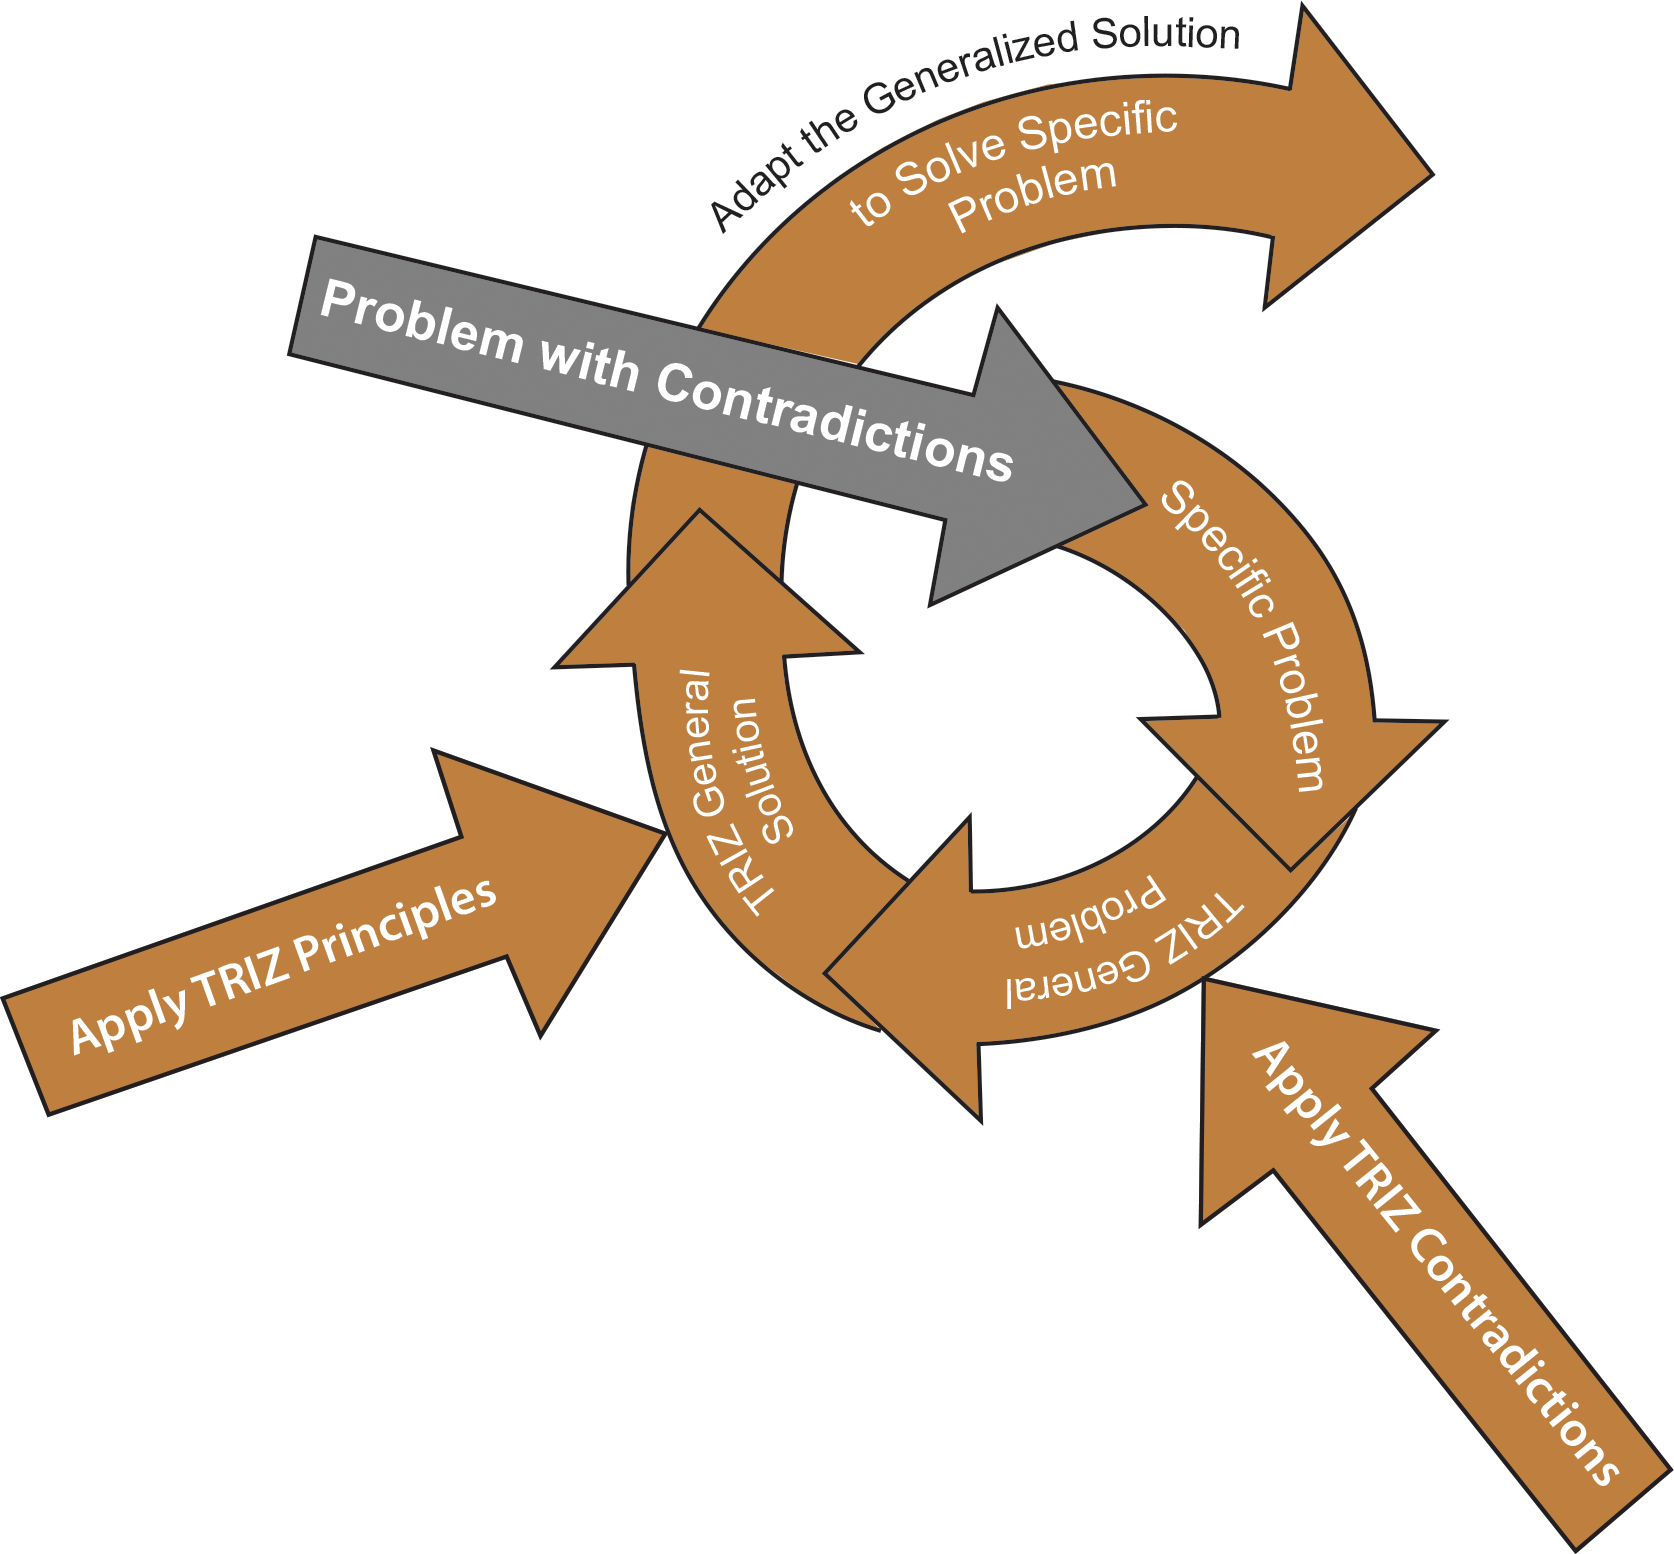 Adapt the Generalized Solution
to Solve Specific
Problem
Problem with Contradictions
Specific Problem
TRIZ General
Problem
TRIZ General
Solution
Apply TRIZ Principles
Apply TRIZ Contradictions